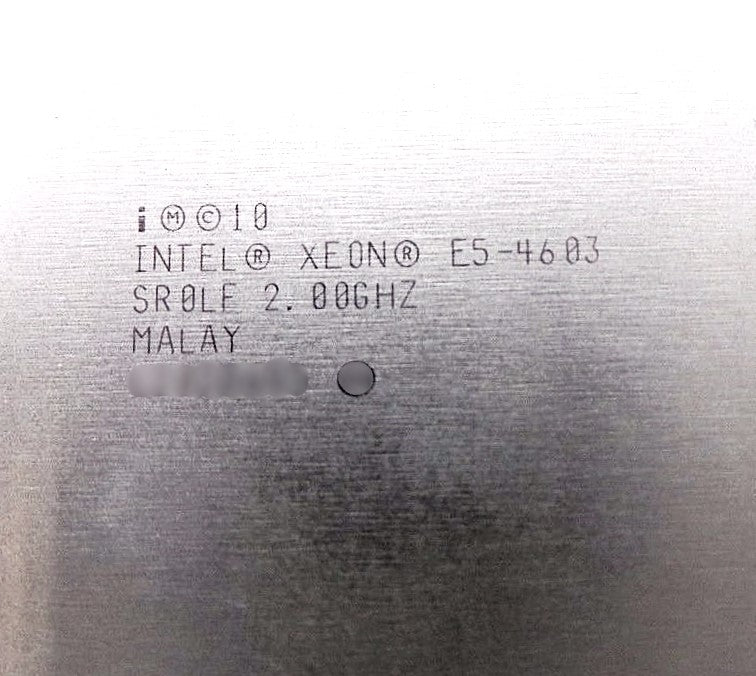 i Ⓜ©10
INTEL® XEON® E5-4603
SR0LF 2.00GHZ
MALAY